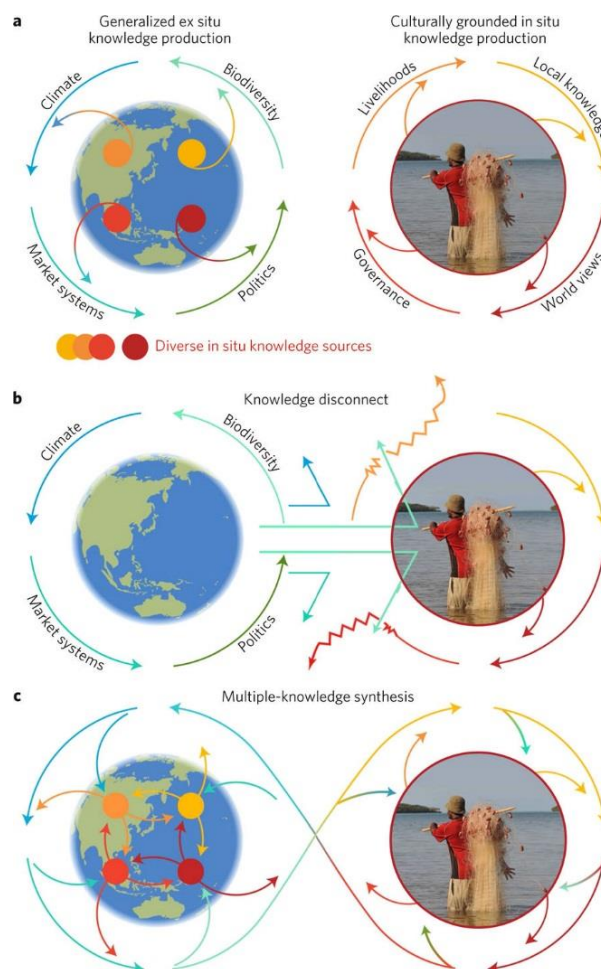 a
Generalized ex situ
knowledge production
Culturally grounded in situ
knowledge production
Climate
Biodiversity
Market systems
Politics
Livelihoods
Local knowledge
Governance
World views
Diverse in situ knowledge sources
b
Knowledge disconnect
Climate
Biodiversity
Market systems
Politics
c
Multiple-knowledge synthesis